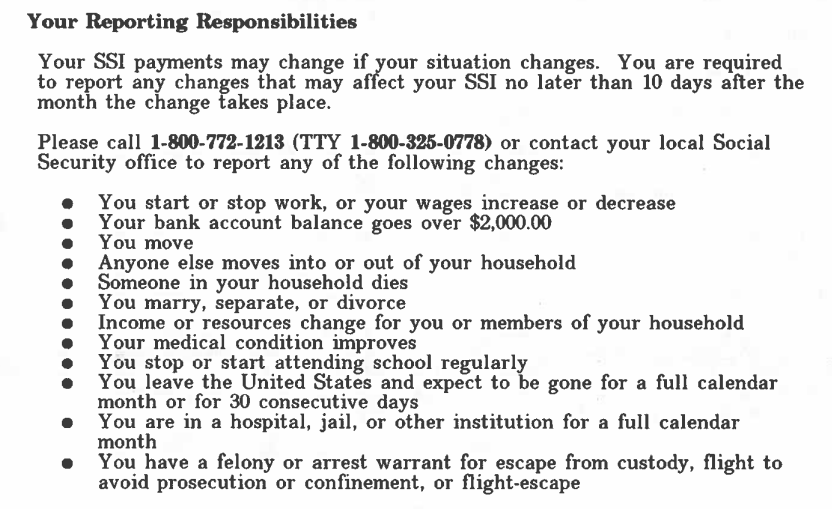 Your Reporting Responsibilities
Your SSI payments may change if your situation changes. You are required
to report any changes that may affect your SSI no later than 10 days after the
month the change takes place.
Please call 1-800-772-1213 (TTY 1-800-325-0778) or contact your local Social
Security office to report any of the following changes:
● You start or stop work, or your wages increase or decrease
● Your bank account balance goes over $2,000.00
● You move
● Anyone else moves into or out of your household
● Someone in your household dies
● You marry, separate, or divorce
● Income or resources change for you or members of your household
● Your medical condition improves
● You stop or start attending school regularly
● You leave the United States and expect to be gone for a full calendar
month or for 30 consecutive days
● You are in a hospital, jail, or other institution for a full calendar
month
● You have a felony or arrest warrant for escape from custody, flight to
avoid prosecution or confinement, or flight-escape